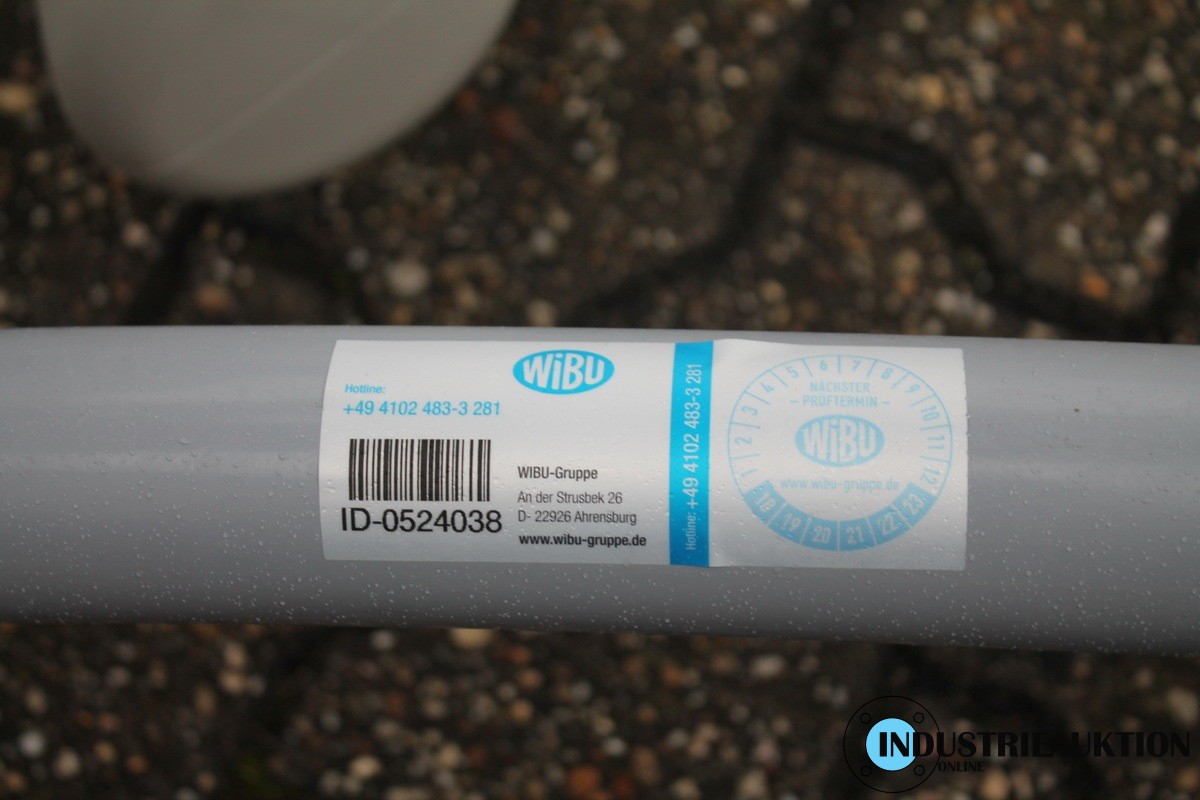 WiBU
Hotline:
+49 4102 483-3 281
ID-0524038
WIBU-Gruppe
An der Strusbek 26
D- 22926 Ahrensburg
www.wibu-gruppe.de
Hotline: +49 4102 483-3 281
1 2 3 4 5 6 7 8 9 10 11 12
NÄCHSTER
– PRÜFTERMIN –
WiBU
www.wibu-gruppe.de
18 19 20 21 22 23
INDUSTRIEAUKTION
ONLINE